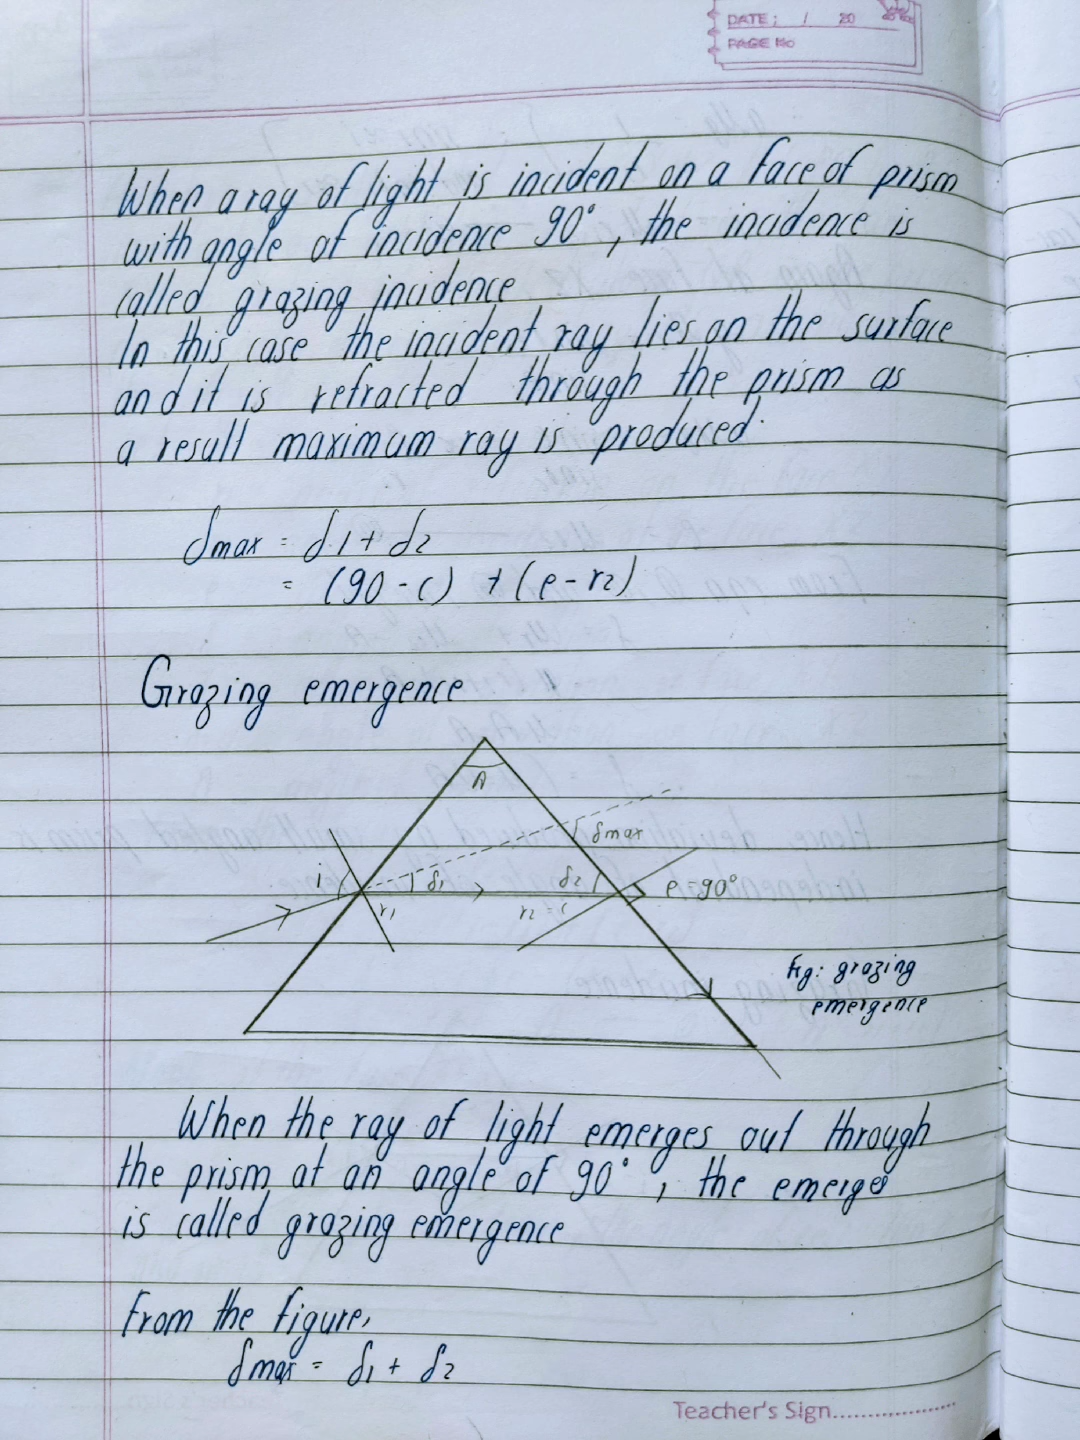 DATE: / 20
PAGE No
When a ray of light is incident on a face of prism
with angle of incidence 90°, the incidence is
called grazing incidence
In this case the incident ray lies on the surface
and it is refracted through the prism as
a result maximum ray is produced.
δmax = δ1 + δ2
= (90 - c) + (e - r2)
Grazing emergence
A
δmax
i δ1 δ2 e=90°
r1 r2 = c
Fig: grazing
emergence
When the ray of light emerges out through
the prism at an angle of 90°, the emerge
is called grazing emergence
From the figure,
δmax = δ1 + δ2
Teacher's Sign................